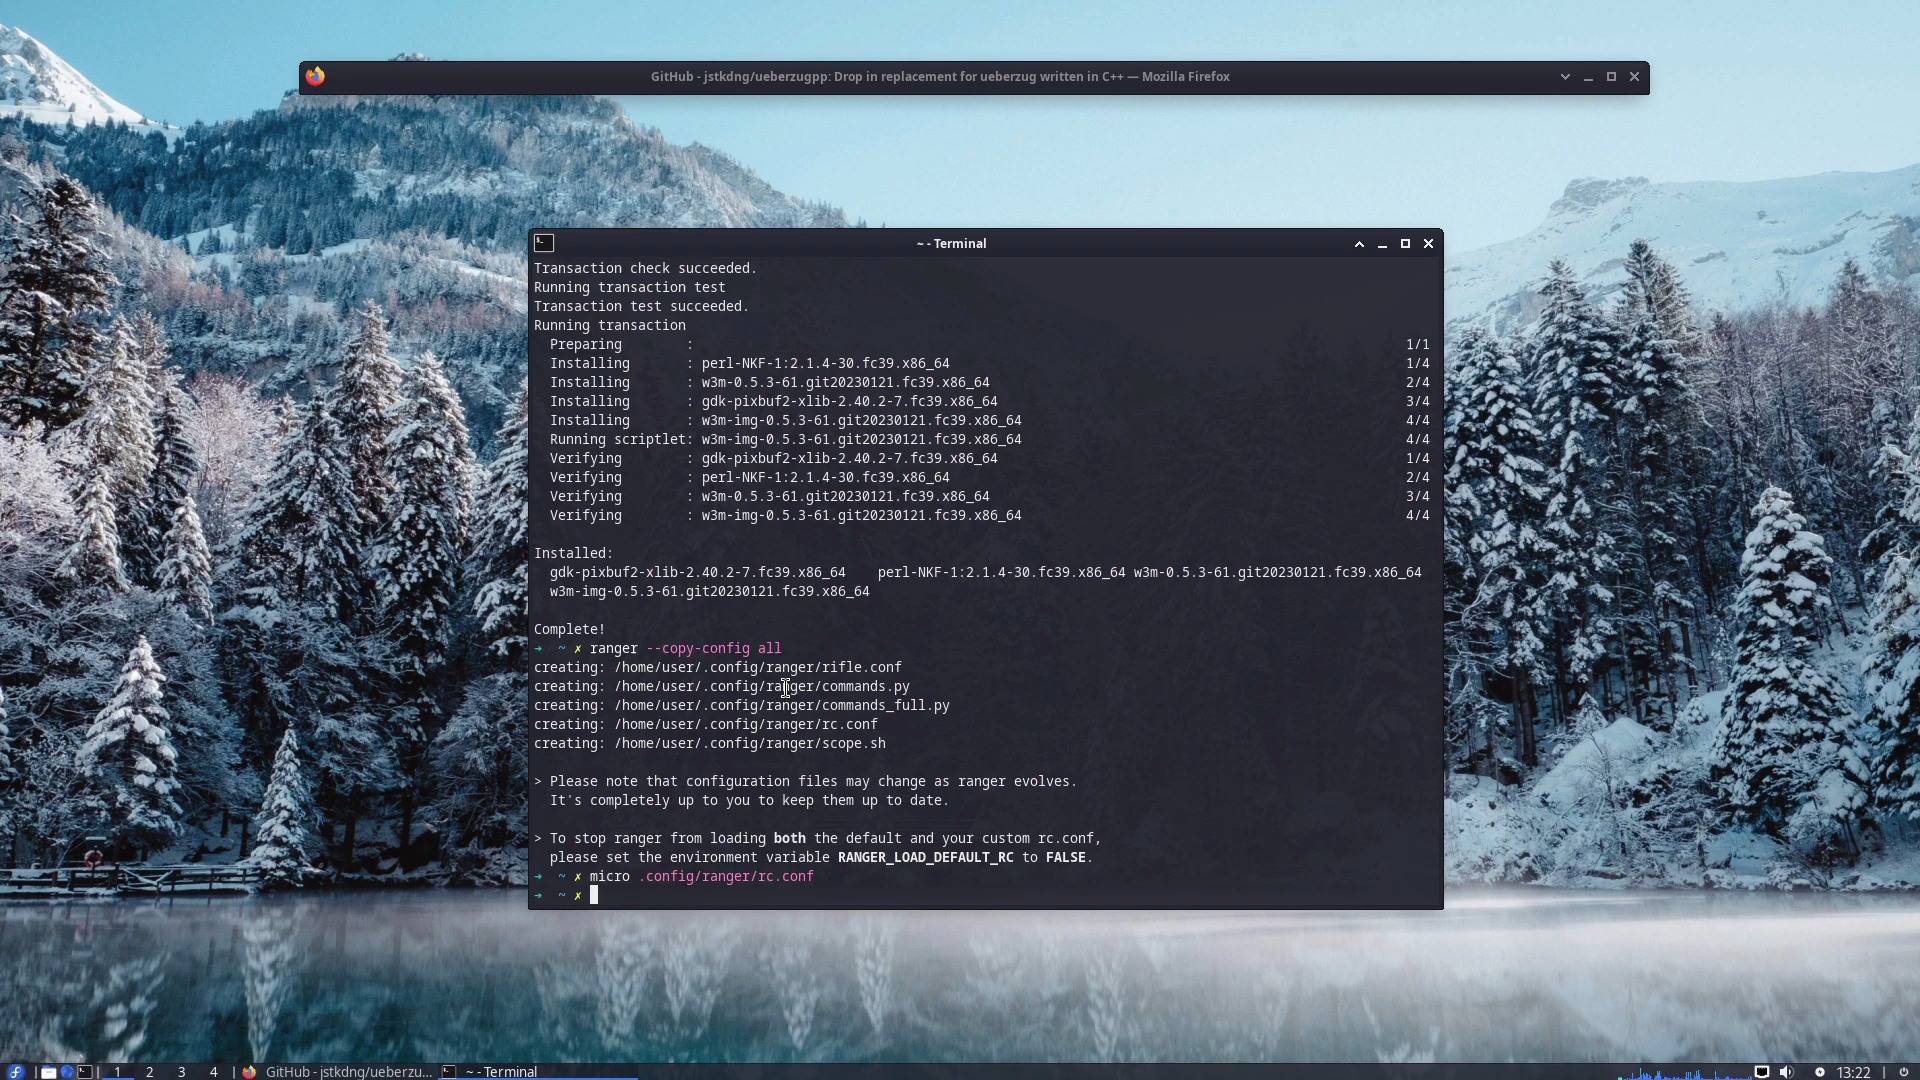 GitHub - jstkdng/ueberzugpp: Drop in replacement for ueberzug written in C++ — Mozilla Firefox
~ - Terminal
Transaction check succeeded.
Running transaction test
Transaction test succeeded.
Running transaction
Preparing : 1/1
Installing : perl-NKF-1:2.1.4-30.fc39.x86_64 1/4
Installing : w3m-0.5.3-61.git20230121.fc39.x86_64 2/4
Installing : gdk-pixbuf2-xlib-2.40.2-7.fc39.x86_64 3/4
Installing : w3m-img-0.5.3-61.git20230121.fc39.x86_64 4/4
Running scriptlet: w3m-img-0.5.3-61.git20230121.fc39.x86_64 4/4
Verifying : gdk-pixbuf2-xlib-2.40.2-7.fc39.x86_64 1/4
Verifying : perl-NKF-1:2.1.4-30.fc39.x86_64 2/4
Verifying : w3m-0.5.3-61.git20230121.fc39.x86_64 3/4
Verifying : w3m-img-0.5.3-61.git20230121.fc39.x86_64 4/4
Installed:
gdk-pixbuf2-xlib-2.40.2-7.fc39.x86_64 perl-NKF-1:2.1.4-30.fc39.x86_64 w3m-0.5.3-61.git20230121.fc39.x86_64
w3m-img-0.5.3-61.git20230121.fc39.x86_64
Complete!
➜ ~ ✗ ranger --copy-config all
creating: /home/user/.config/ranger/rifle.conf
creating: /home/user/.config/ranger/commands.py
creating: /home/user/.config/ranger/commands_full.py
creating: /home/user/.config/ranger/rc.conf
creating: /home/user/.config/ranger/scope.sh
> Please note that configuration files may change as ranger evolves.
It's completely up to you to keep them up to date.
> To stop ranger from loading both the default and your custom rc.conf,
please set the environment variable RANGER_LOAD_DEFAULT_RC to FALSE.
➜ ~ ✗ micro .config/ranger/rc.conf
➜ ~ ✗
1 2 3 4 GitHub - jstkdng/ueberzu... ~ - Terminal 13:22